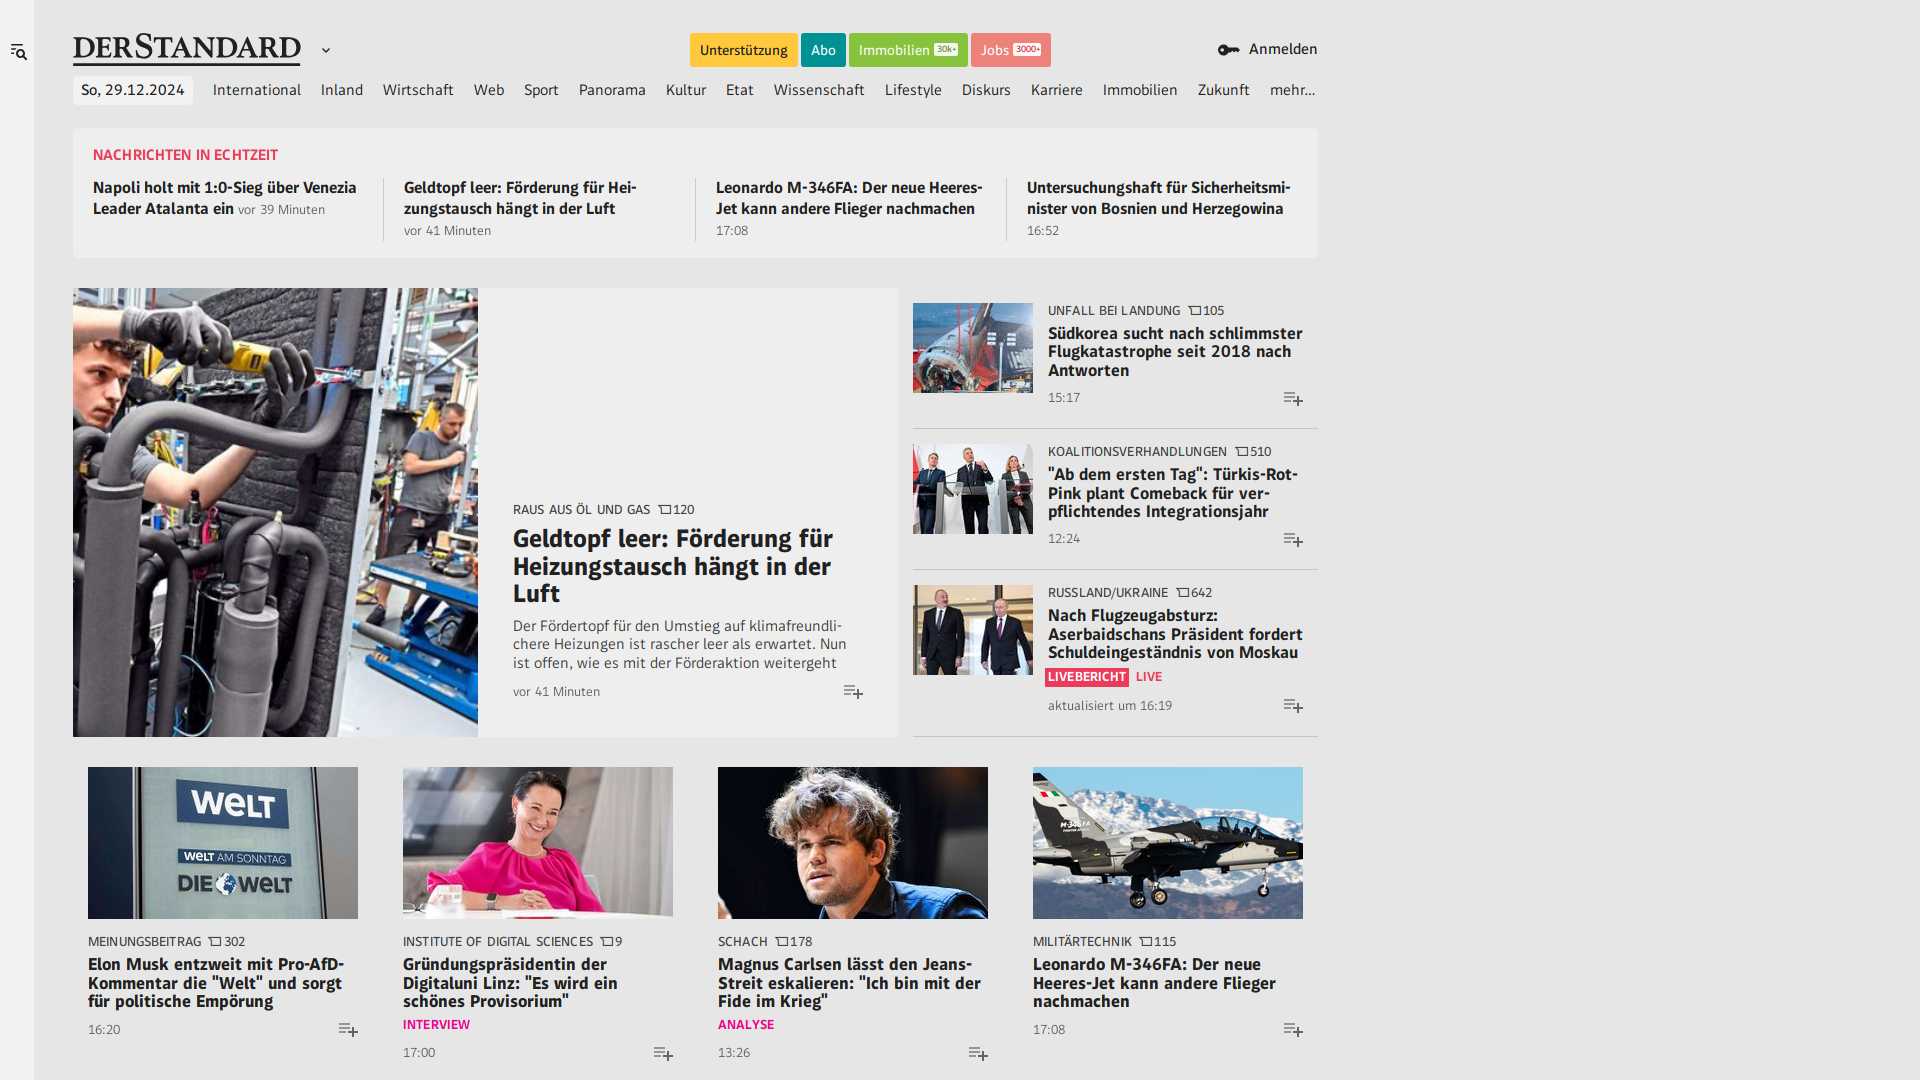 DERSTANDARD
Unterstützung
Abo
Immobilien 30k+
Jobs 3000+
Anmelden
So, 29.12.2024
International
Inland
Wirtschaft
Web
Sport
Panorama
Kultur
Etat
Wissenschaft
Lifestyle
Diskurs
Karriere
Immobilien
Zukunft
mehr...
NACHRICHTEN IN ECHTZEIT
Napoli holt mit 1:0-Sieg über Venezia
Leader Atalanta ein vor 39 Minuten
Geldtopf leer: Förderung für Hei-
zungstausch hängt in der Luft
vor 41 Minuten
Leonardo M-346FA: Der neue Heeres-
Jet kann andere Flieger nachmachen
17:08
Untersuchungshaft für Sicherheitsmi-
nister von Bosnien und Herzegowina
16:52
RAUS AUS ÖL UND GAS 120
Geldtopf leer: Förderung für
Heizungstausch hängt in der
Luft
Der Fördertopf für den Umstieg auf klimafreundli-
chere Heizungen ist rascher leer als erwartet. Nun
ist offen, wie es mit der Förderaktion weitergeht
vor 41 Minuten
UNFALL BEI LANDUNG 105
Südkorea sucht nach schlimmster
Flugkatastrophe seit 2018 nach
Antworten
15:17
KOALITIONSVERHANDLUNGEN 510
"Ab dem ersten Tag": Türkis-Rot-
Pink plant Comeback für ver-
pflichtendes Integrationsjahr
12:24
RUSSLAND/UKRAINE 642
Nach Flugzeugabsturz:
Aserbaidschans Präsident fordert
Schuldeingeständnis von Moskau
LIVEBERICHT LIVE
aktualisiert um 16:19
WELT
WELT AM SONNTAG
DIE WELT
MEINUNGSBEITRAG 302
Elon Musk entzweit mit Pro-AfD-
Kommentar die "Welt" und sorgt
für politische Empörung
16:20
INSTITUTE OF DIGITAL SCIENCES 9
Gründungspräsidentin der
Digitaluni Linz: "Es wird ein
schönes Provisorium"
INTERVIEW
17:00
SCHACH 178
Magnus Carlsen lässt den Jeans-
Streit eskalieren: "Ich bin mit der
Fide im Krieg"
ANALYSE
13:26
M-346FA
MILITÄRTECHNIK 115
Leonardo M-346FA: Der neue
Heeres-Jet kann andere Flieger
nachmachen
17:08